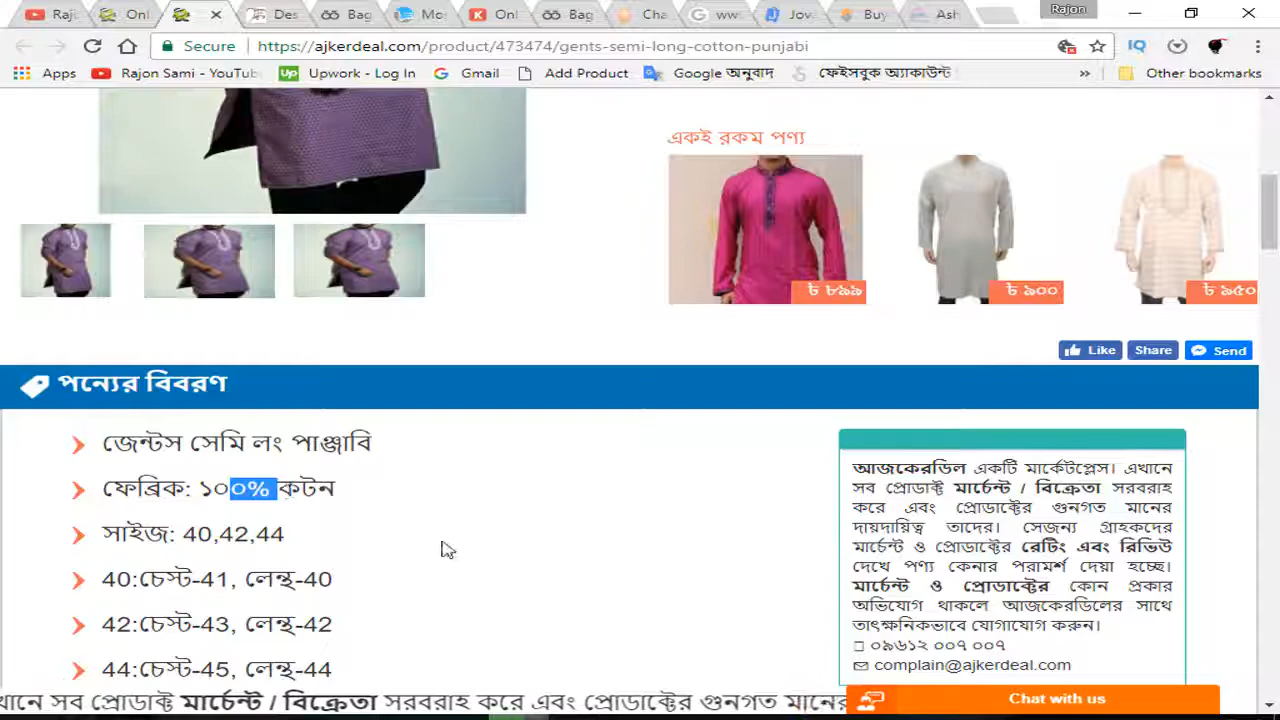 Raj
Onl
Des
Bag
Mo
Onl
Bag
Cha
www
Jov
Buy
Ash
Rajon
Secure
https://ajkerdeal.com/product/473474/gents-semi-long-cotton-punjabi
Apps
Rajon Sami - YouTub
Upwork - Log In
Gmail
Add Product
Google অনুবাদ
ফেইসবুক অ্যাকাউন্ট
»
Other bookmarks
একই রকম পণ্য
৳ ৮৯৯
৳ ৯০০
৳ ৯৫০
Like
Share
Send
পন্যের বিবরণ
জেন্টস সেমি লং পাঞ্জাবি
ফেব্রিক: ১০০% কটন
সাইজ: 40,42,44
40:চেস্ট-41, লেন্থ-40
42:চেস্ট-43, লেন্থ-42
44:চেস্ট-45, লেন্থ-44
আজকেরডিল একটি মার্কেটপ্লেস। এখানে
সব প্রোডাক্ট মার্চেন্ট / বিক্রেতা সরবরাহ
করে এবং প্রোডাক্টের গুনগত মানের
দায়দায়িত্ব তাদের। সেজন্য গ্রাহকদের
মার্চেন্ট ও প্রোডাক্টের রেটিং এবং রিভিউ
দেখে পণ্য কেনার পরামর্শ দেয়া হচ্ছে।
মার্চেন্ট ও প্রোডাক্টের কোন প্রকার
অভিযোগ থাকলে আজকেরডিলের সাথে
তাৎক্ষনিকভাবে যোগাযোগ করুন।
০৯৬১২ ০০৭ ০০৭
complain@ajkerdeal.com
খানে সব প্রোডাক্ট মার্চেন্ট / বিক্রেতা সরবরাহ করে এবং প্রোডাক্টের গুনগত মানের
Chat with us